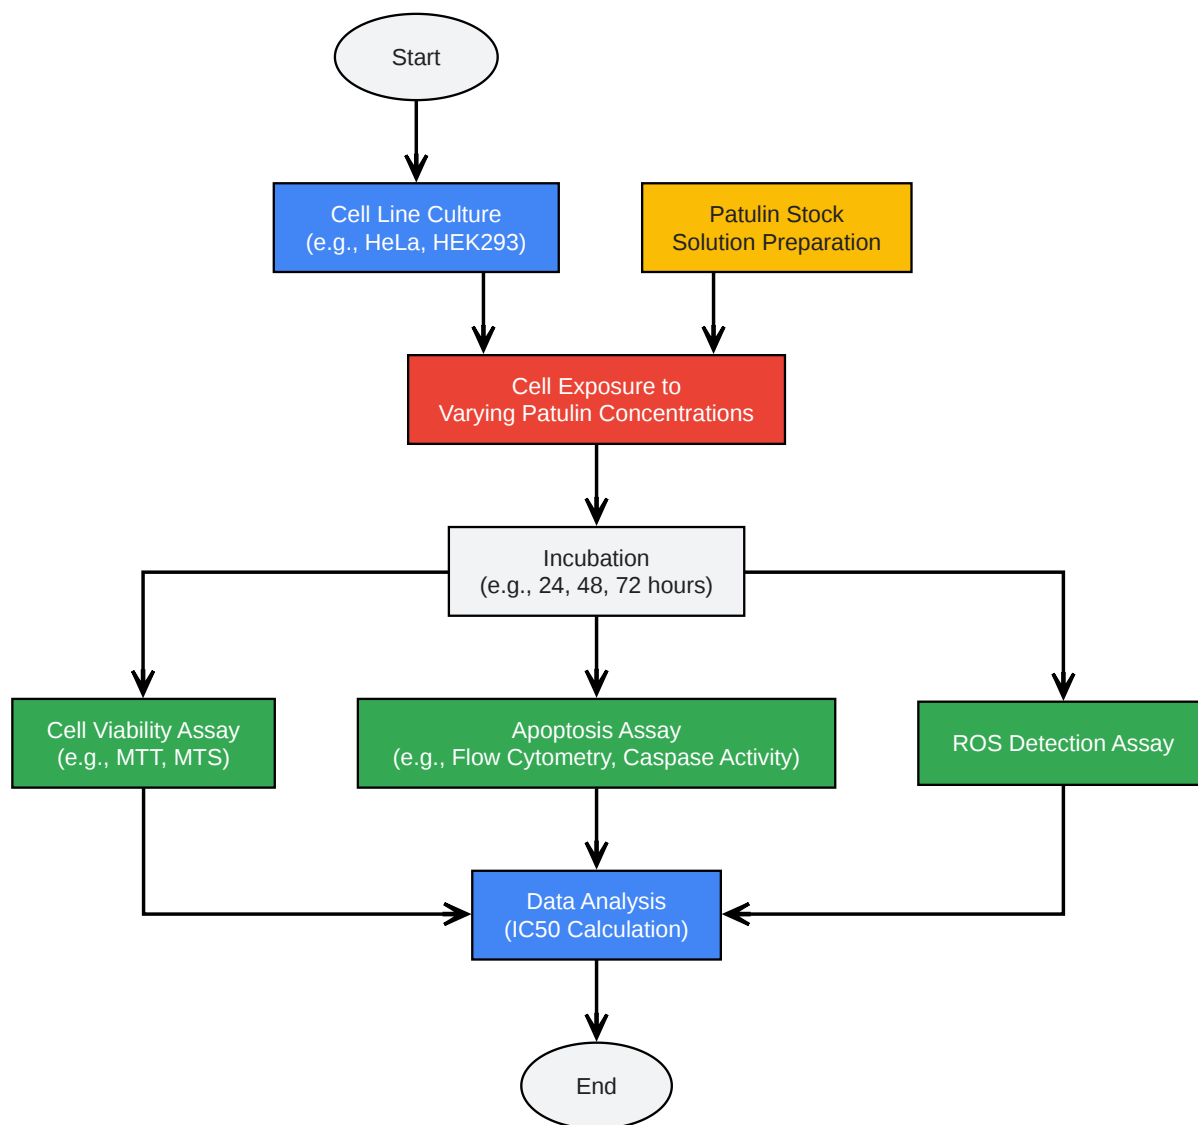 Start
Cell Line Culture
(e.g., HeLa, HEK293)
Patulin Stock
Solution Preparation
Cell Exposure to
Varying Patulin Concentrations
Incubation
(e.g., 24, 48, 72 hours)
Cell Viability Assay
(e.g., MTT, MTS)
Apoptosis Assay
(e.g., Flow Cytometry, Caspase Activity)
ROS Detection Assay
Data Analysis
(IC50 Calculation)
End